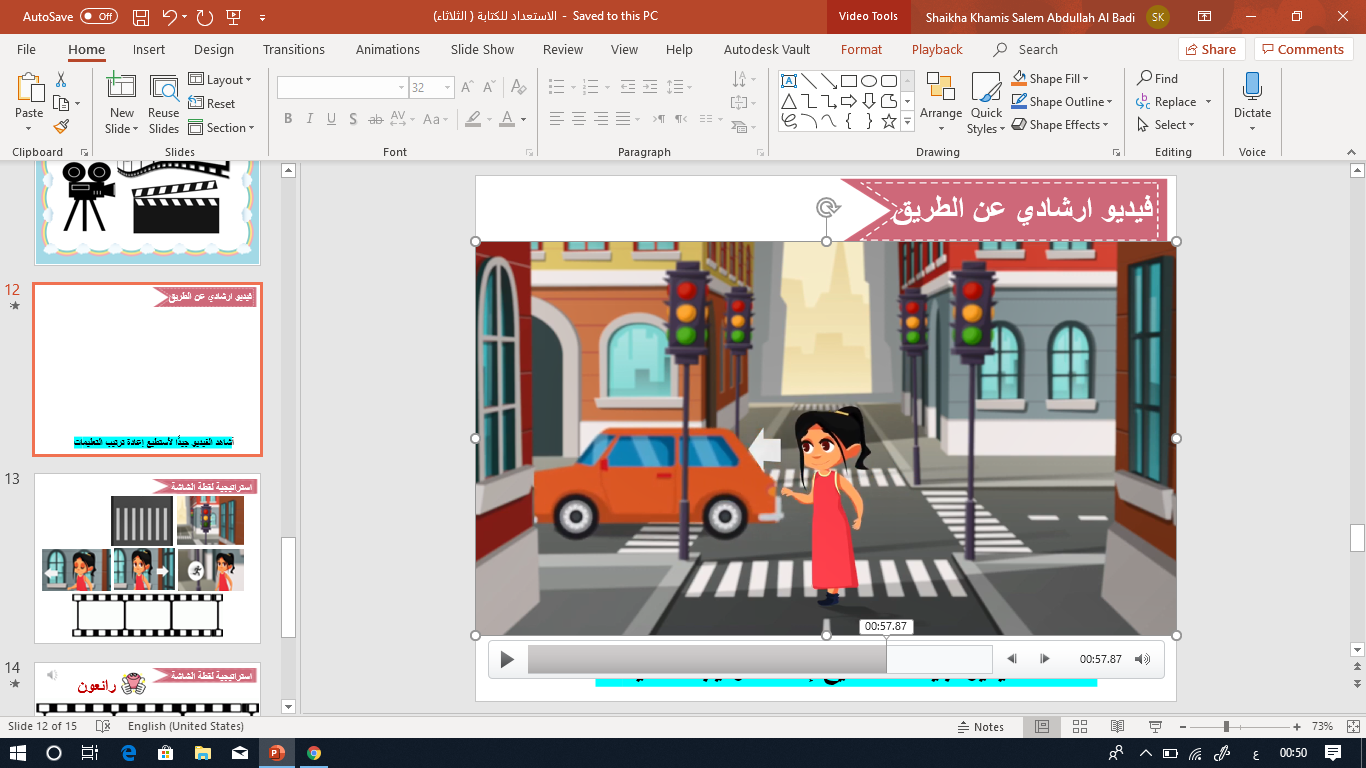 AutoSave
Off
الاستعداد للكتابة ( الثلاثاء) - Saved to this PC
Video Tools
Shaikha Khamis Salem Abdullah Al Badi
SK
File
Home
Insert
Design
Transitions
Animations
Slide Show
Review
View
Help
Autodesk Vault
Format
Playback
Search
Share
Comments
Paste
Clipboard
New Slide
Reuse Slides
Layout
Reset
Section
Slides
32
B I U S ab AV Aa
A
Font
Paragraph
Arrange
Quick Styles
Shape Fill
Shape Outline
Shape Effects
Drawing
Find
Replace
Select
Editing
Dictate
Voice
12
فيديو ارشادي عن الطريق
أشاهد الفيديو جيدًا لأستطيع إعادة ترتيب التعليمات
13
استراتيجية لقطة الشاشة
14
استراتيجية لقطة الشاشة
رائعون
فيديو ارشادي عن الطريق
00:57.87
00:57.87
Slide 12 of 15
English (United States)
Notes
73%
ع
00:50